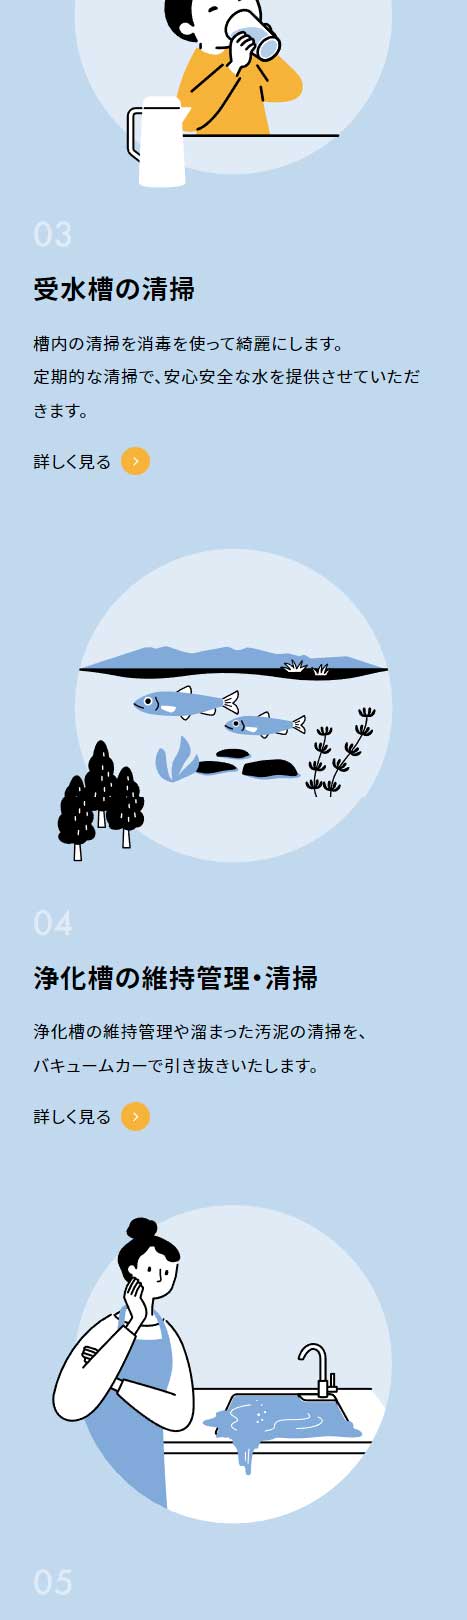 03
受水槽の清掃
槽内の清掃を消毒を使って綺麗にします。
定期的な清掃で、安心安全な水を提供させていただ
きます。
詳しく見る
04
浄化槽の維持管理・清掃
浄化槽の維持管理や溜まった汚泥の清掃を、
バキュームカーで引き抜きいたします。
詳しく見る
05